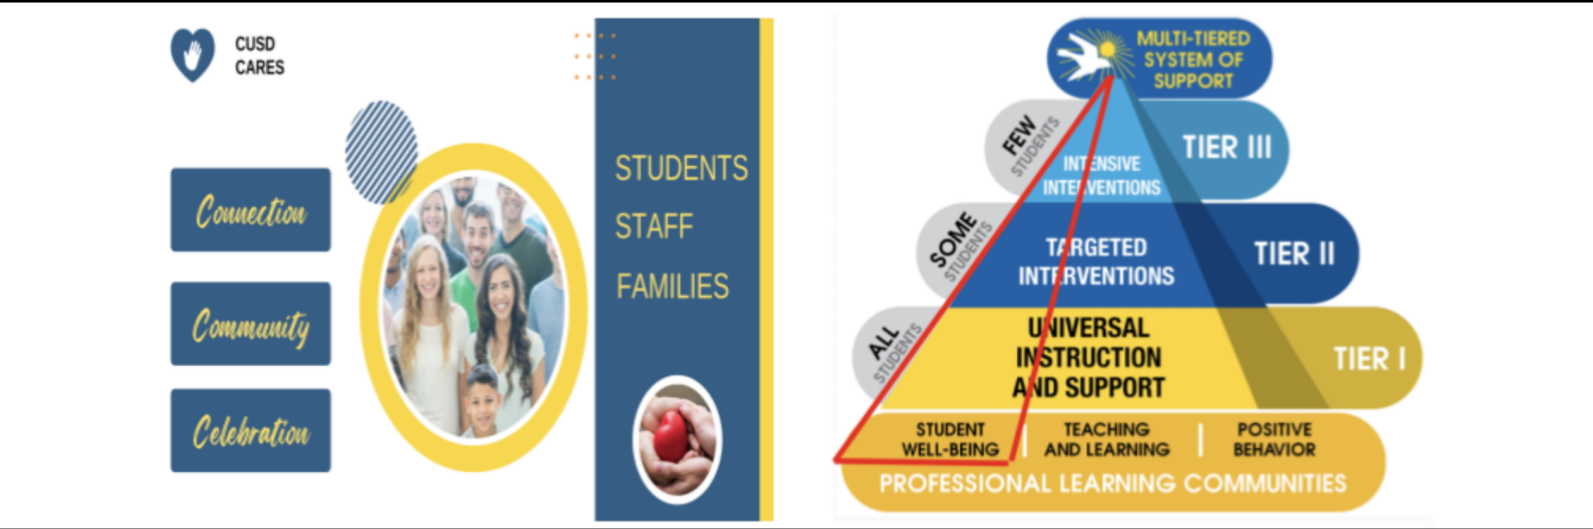 CUSD
CARES
Connection
Community
Celebration
STUDENTS
STAFF
FAMILIES
MULTI-TIERED
SYSTEM OF
SUPPORT
FEW
STUDENTS
INTENSIVE
INTERVENTIONS
TIER III
SOME
STUDENTS
TARGETED
INTERVENTIONS
TIER II
ALL
STUDENTS
UNIVERSAL
INSTRUCTION
AND SUPPORT
TIER I
STUDENT
WELL-BEING
TEACHING
AND LEARNING
POSITIVE
BEHAVIOR
PROFESSIONAL LEARNING COMMUNITIES